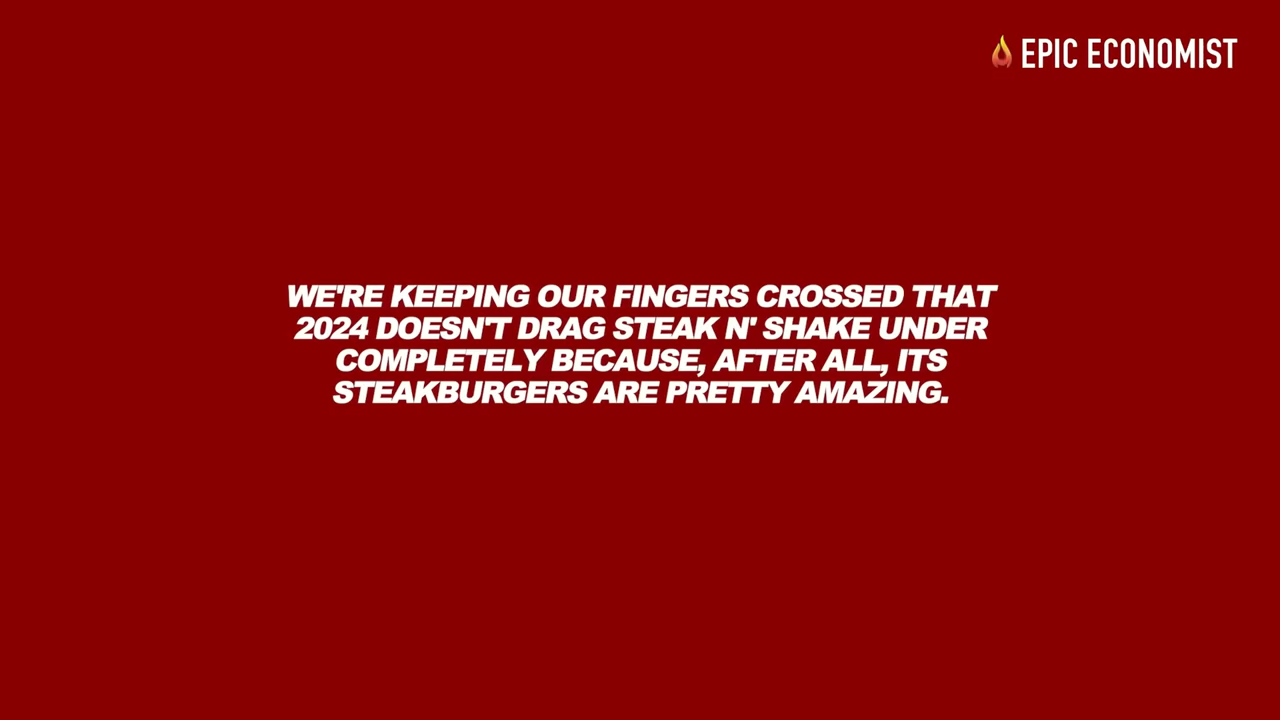 EPIC ECONOMIST
WE'RE KEEPING OUR FINGERS CROSSED THAT
2024 DOESN'T DRAG STEAK N' SHAKE UNDER
COMPLETELY BECAUSE, AFTER ALL, ITS
STEAKBURGERS ARE PRETTY AMAZING.